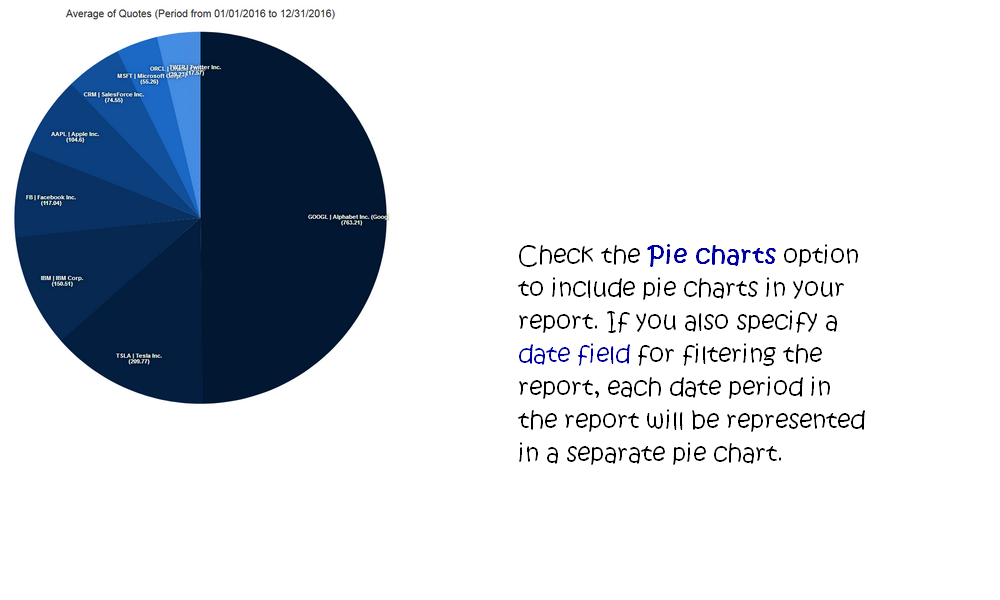 Average of Quotes (Period from 01/01/2016 to 12/31/2016)
TWTR | Twitter Inc.
(17.57)
ORCL |
MSFT | Microsoft
(55.26)
CRM | SalesForce Inc.
(74.55)
AAPL | Apple Inc.
(104.6)
FB | Facebook Inc.
(117.04)
GOOGL | Alphabet Inc. (Goog
(763.21)
IBM | IBM Corp.
(150.51)
TSLA | Tesla Inc.
(209.77)
Check the Pie charts option
to include pie charts in your
report. If you also specify a
date field for filtering the
report, each date period in
the report will be represented
in a separate pie chart.